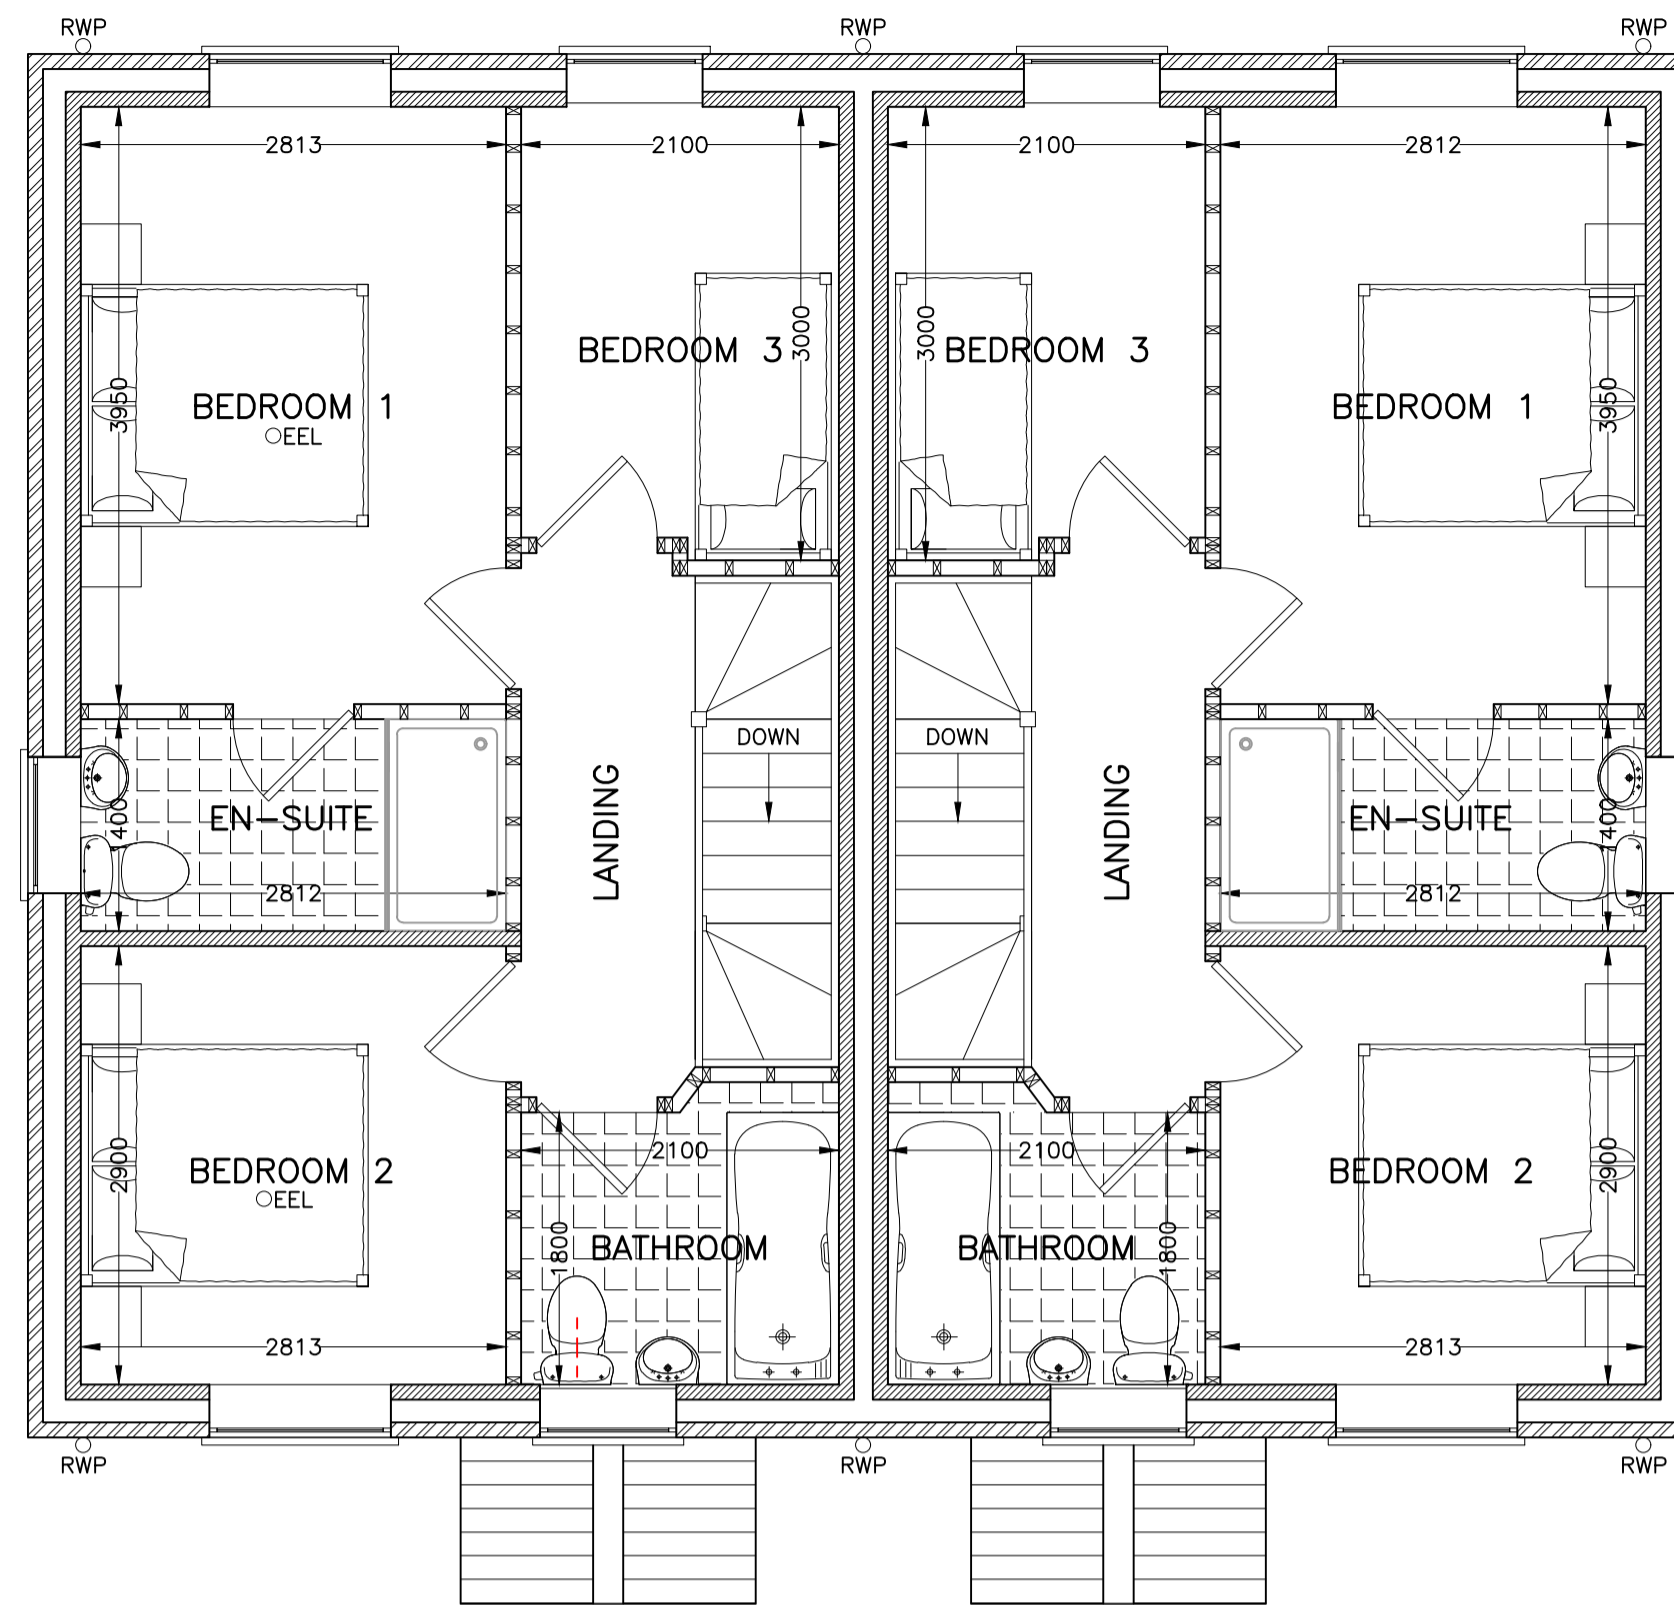 RWP RWP RWP
2813 2100 2100 2812
3000 3000
BEDROOM 3 BEDROOM 3
3950 BEDROOM 1 BEDROOM 1 3950
EEL
DOWN DOWN
EN-SUITE LANDING LANDING EN-SUITE
1400 1400
2812 2812
2100 2100
2900 BEDROOM 2 BEDROOM 2 2900
EEL
1800 BATHROOM BATHROOM 1800
2813 2813
RWP RWP RWP